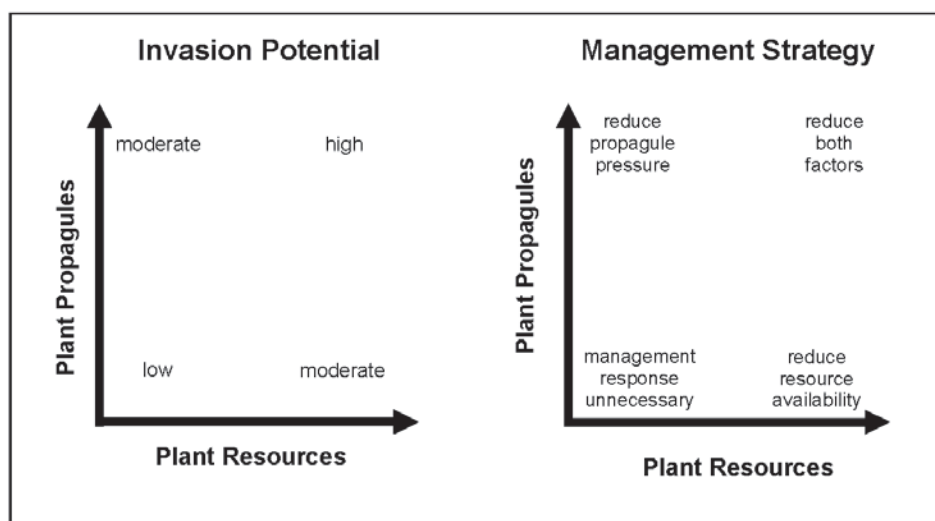 Invasion Potential
moderate
high
low
moderate
Plant Propagules
Plant Resources
Management Strategy
reduce
propagule
pressure
reduce
both
factors
management
response
unnecessary
reduce
resource
availability
Plant Propagules
Plant Resources